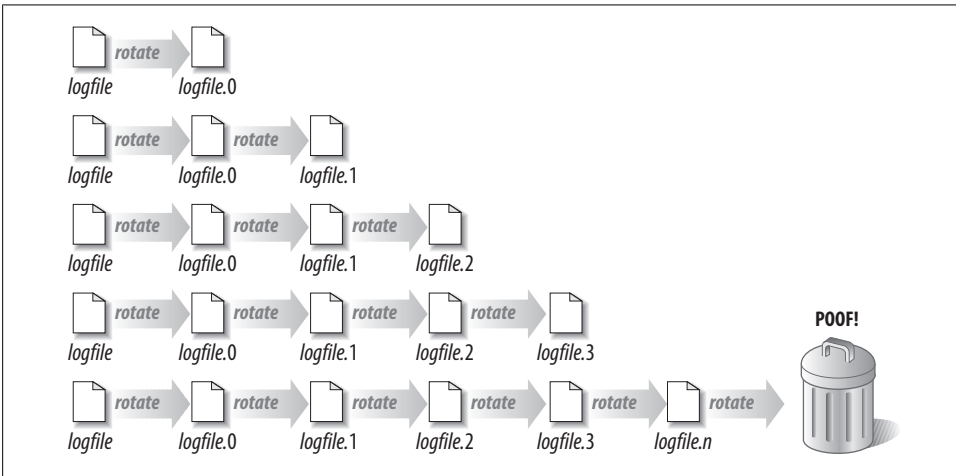 rotate
logfile logfile.0
rotate rotate
logfile logfile.0 logfile.1
rotate rotate rotate
logfile logfile.0 logfile.1 logfile.2
rotate rotate rotate rotate
logfile logfile.0 logfile.1 logfile.2 logfile.3
POOF!
rotate rotate rotate rotate rotate rotate
logfile logfile.0 logfile.1 logfile.2 logfile.3 logfile.n